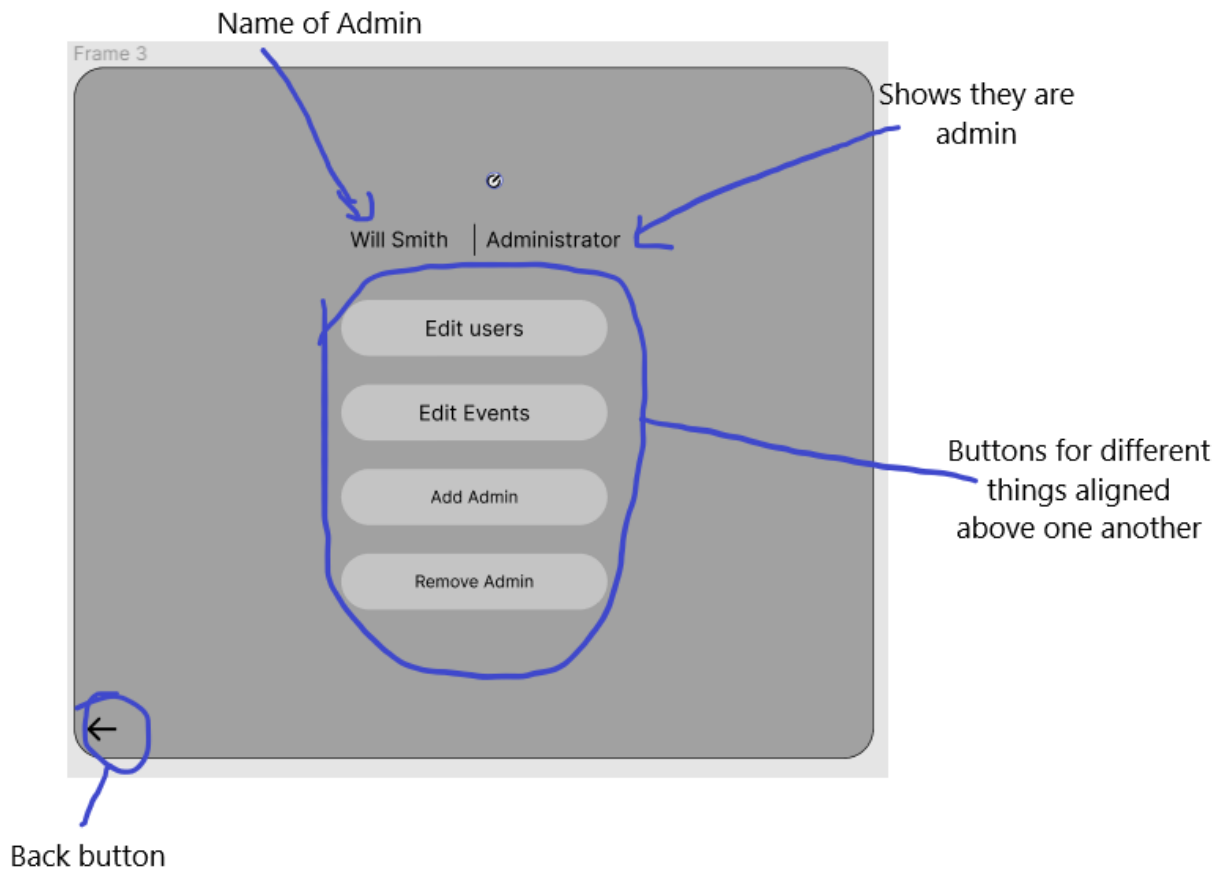 Name of Admin
Frame 3
Shows they are
admin
Will Smith | Administrator
Edit users
Edit Events
Add Admin
Remove Admin
Buttons for different
things aligned
above one another
Back button